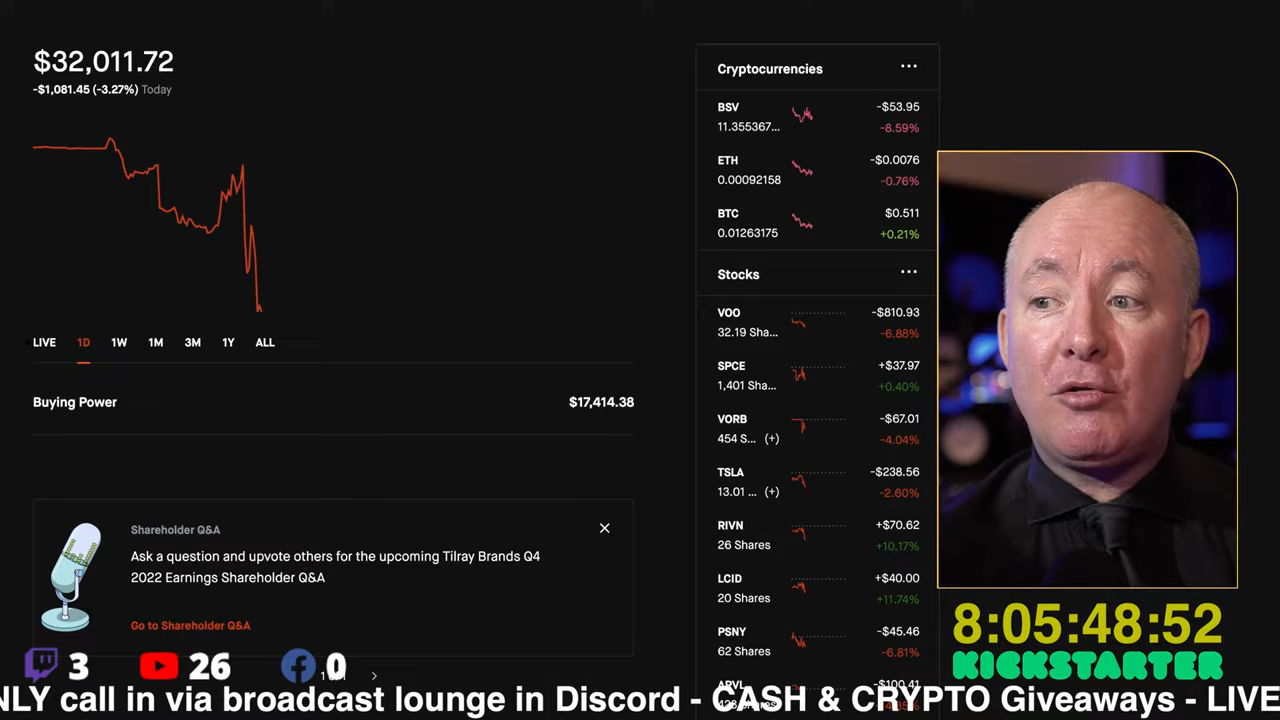 $32,011.72
-$1,081.45 (-3.27%) Today
LIVE 1D 1W 1M 3M 1Y ALL
Buying Power $17,414.38
Shareholder Q&A
Ask a question and upvote others for the upcoming Tilray Brands Q4
2022 Earnings Shareholder Q&A
Go to Shareholder Q&A
Cryptocurrencies
BSV -$53.95
11.355367... -8.59%
ETH -$0.0076
0.00092158 -0.76%
BTC $0.511
0.01263175 +0.21%
Stocks
VOO -$810.93
32.19 Sha... -6.88%
SPCE +$37.97
1,401 Sha... +0.40%
VORB -$67.01
454 S... (+) -4.04%
TSLA -$238.56
13.01 ... (+) -2.60%
RIVN +$70.62
26 Shares +10.17%
LCID +$40.00
20 Shares +11.74%
PSNY -$45.46
62 Shares -6.81%
-$100.41
8:05:48:52
KICKSTARTER
3 26 0
NLY call in via broadcast lounge in Discord - CASH & CRYPTO Giveaways - LIVE